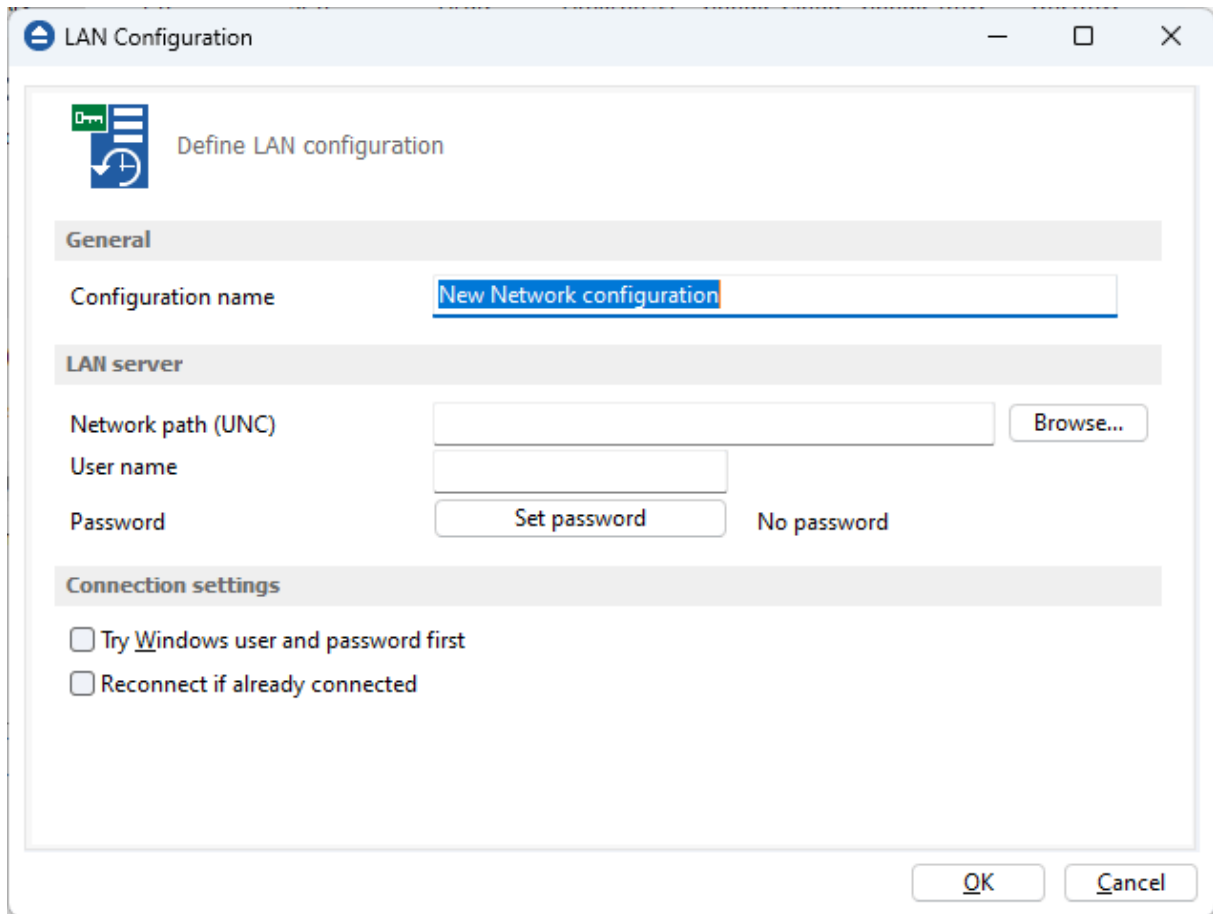 LAN Configuration
Define LAN configuration
General
Configuration name New Network configuration
LAN server
Network path (UNC) Browse...
User name
Password Set password No password
Connection settings
Try Windows user and password first
Reconnect if already connected
OK Cancel